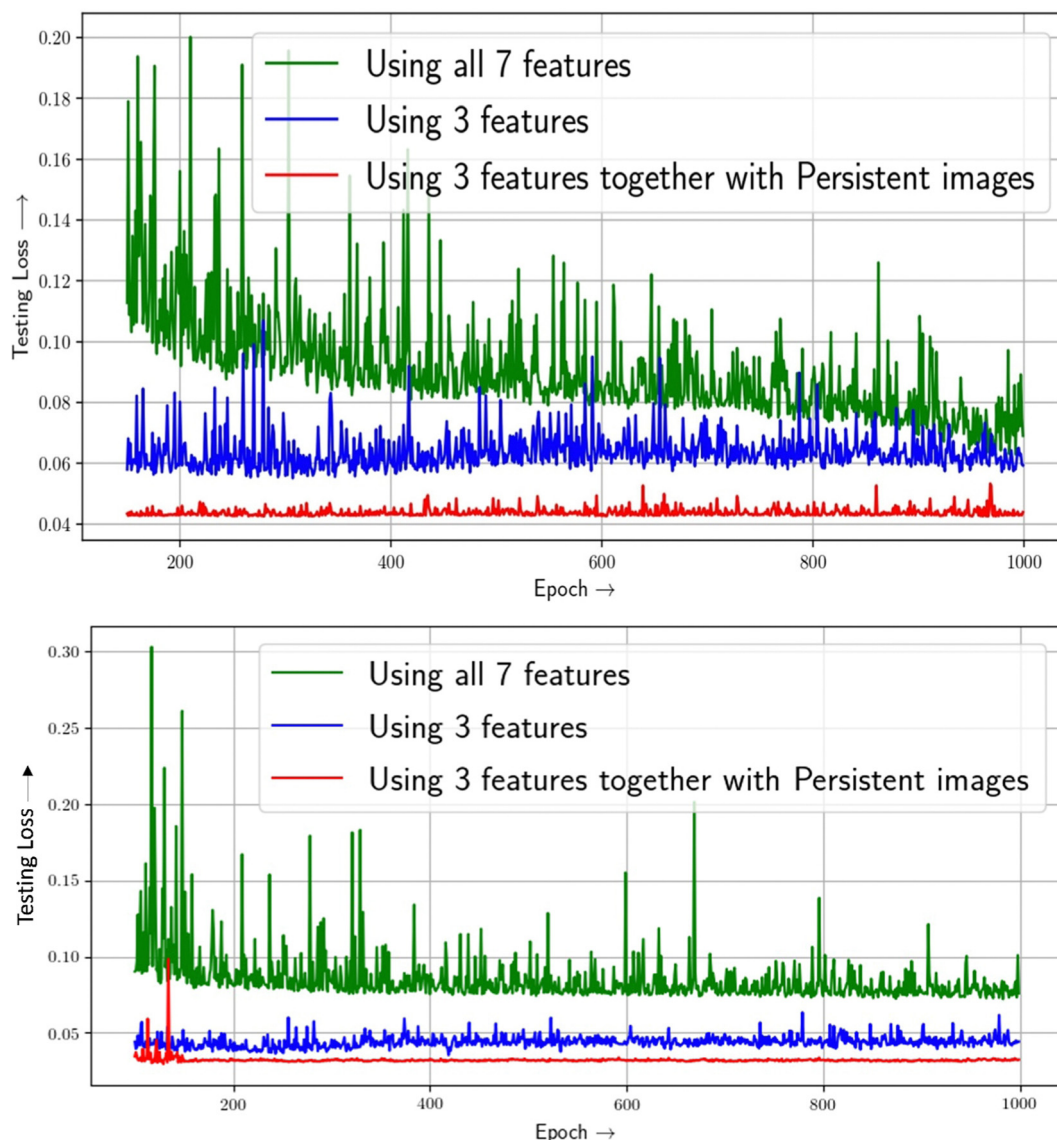 0.20
0.18
0.16
0.14
0.12
0.10
0.08
0.06
0.04
Testing Loss →
Using all 7 features
Using 3 features
Using 3 features together with Persistent images
200 400 600 800 1000
Epoch →
0.30
0.25
0.20
0.15
0.10
0.05
Testing Loss →
Using all 7 features
Using 3 features
Using 3 features together with Persistent images
200 400 600 800 1000
Epoch →